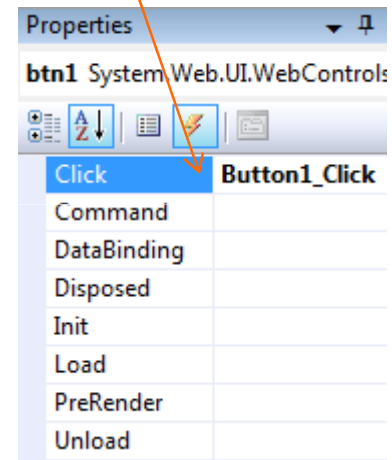 Properties
btn1 System.Web.UI.WebControls
Click Button1_Click
Command
DataBinding
Disposed
Init
Load
PreRender
Unload